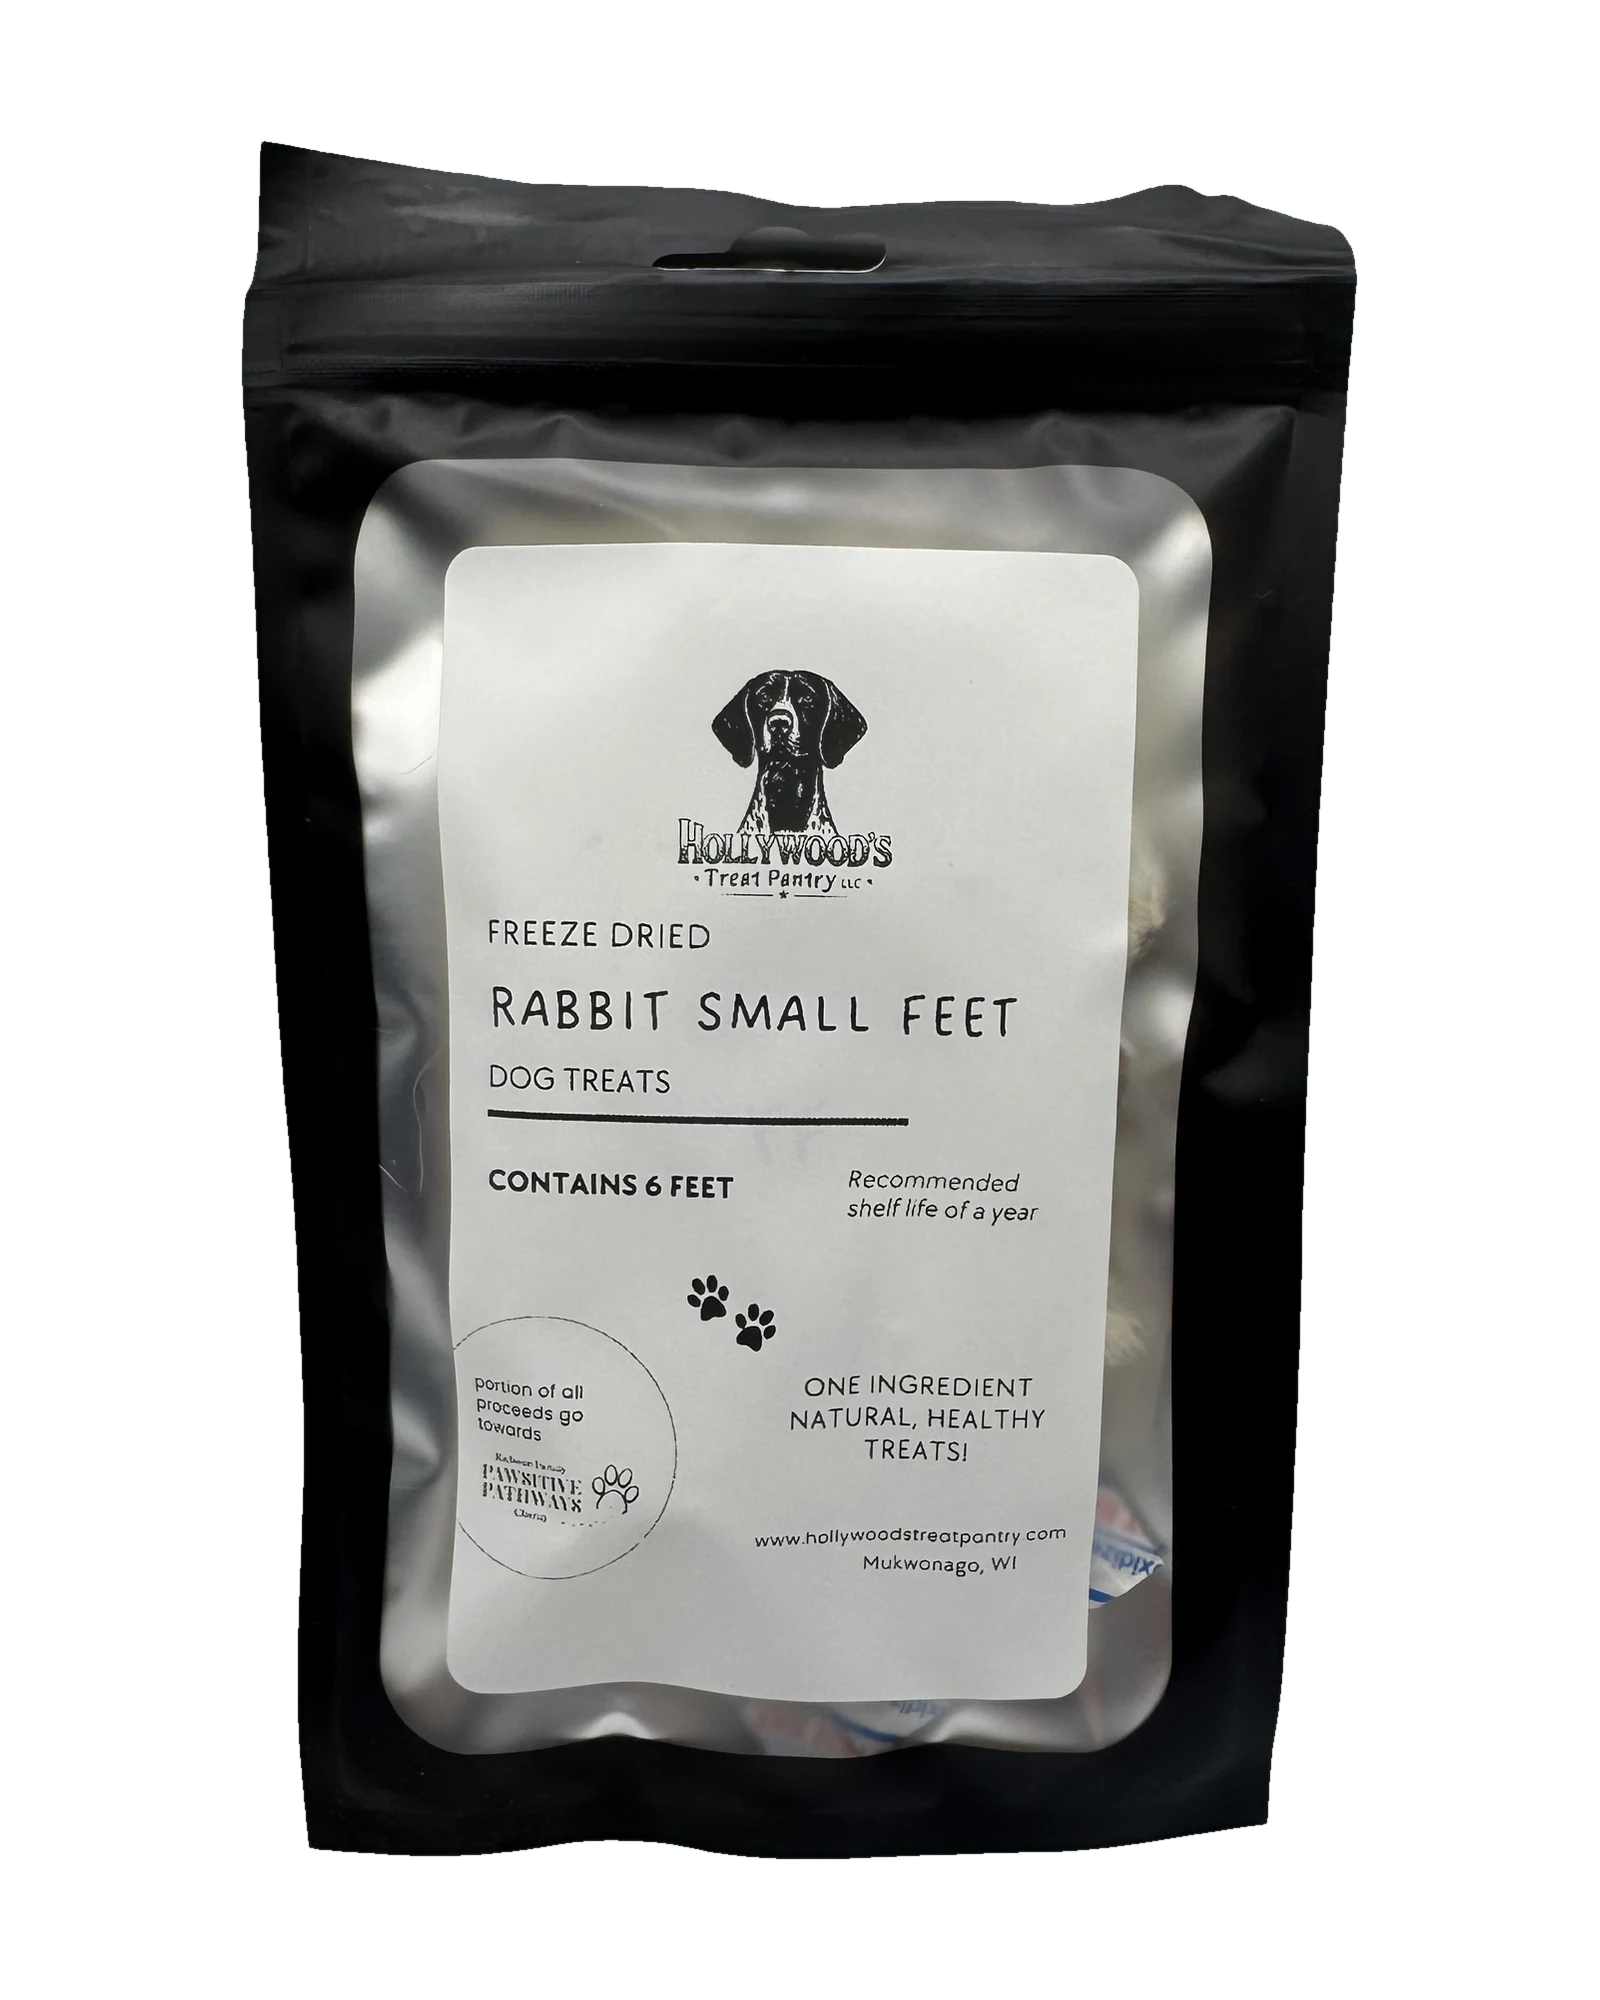 HOLLYWOOD'S
Treat Pantry LLC
FREEZE DRIED
RABBIT SMALL FEET
DOG TREATS
CONTAINS 6 FEET
Recommended
shelf life of a year
portion of all
proceeds go
towards
PAWSITIVE
PATHWAYS
ONE INGREDIENT
NATURAL, HEALTHY
TREATS!
www.hollywoodstreatpantry.com
Mukwonago, WI